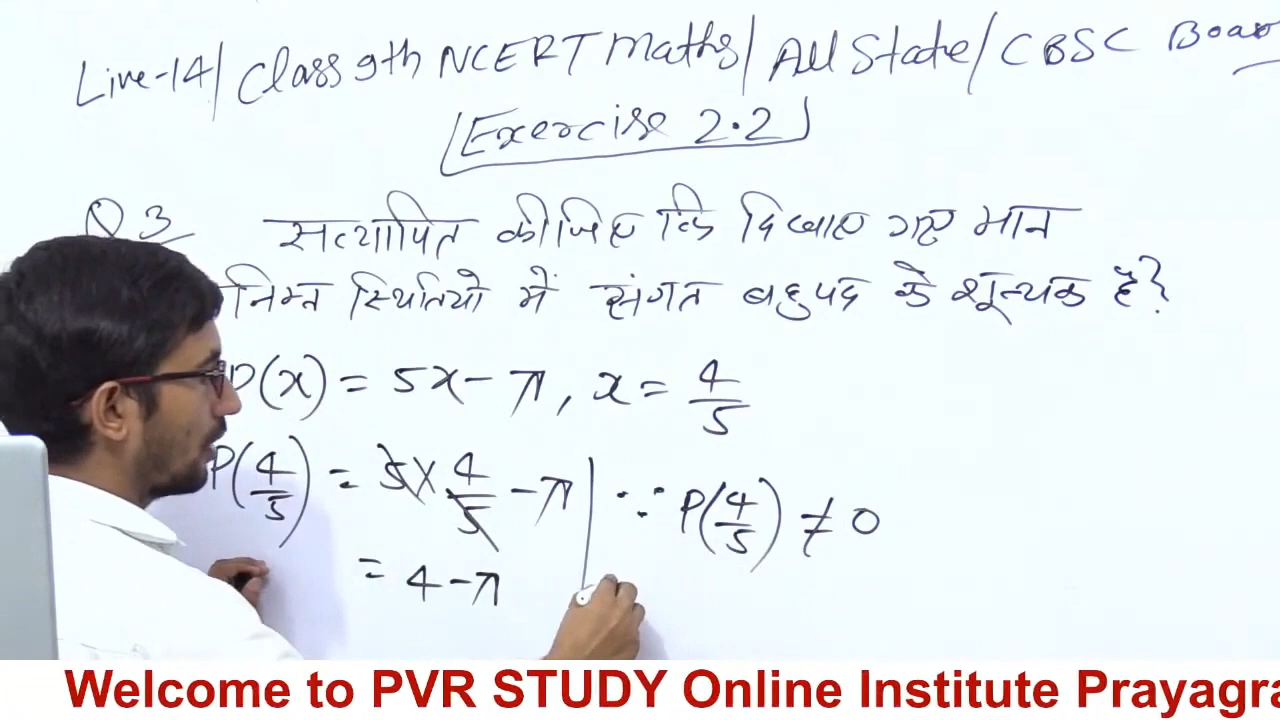 Live-14/ Class 9th NCERT Maths/ All State/ CBSC Boar
Exercise 2.2
Q 3 सत्यापित कीजिए कि दिखाए गए मान
निम्न स्थितियों में संगत बहुपद के शून्यक है?
P(x) = 5x - π, x = 4/5
P(4/5) = 5 × 4/5 - π
= 4 - π
∵ P(4/5) ≠ 0
Welcome to PVR STUDY Online Institute Prayagra